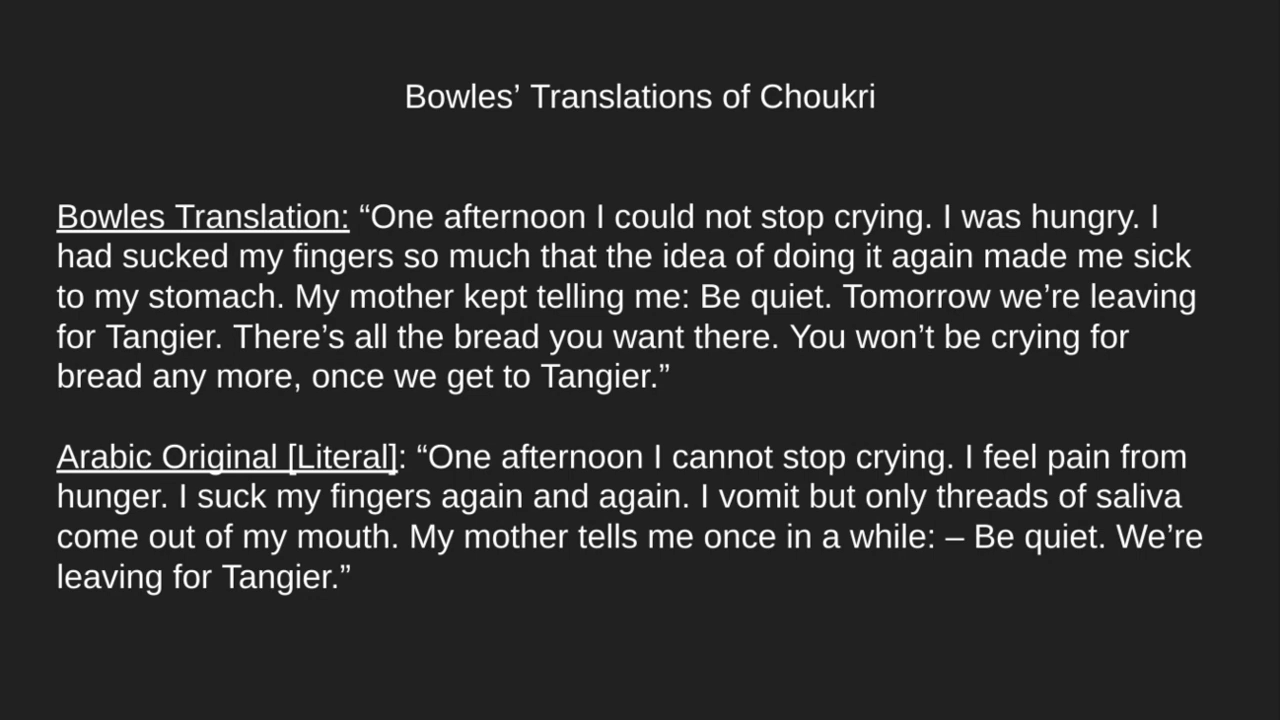 Bowles’ Translations of Choukri
Bowles Translation: “One afternoon I could not stop crying. I was hungry. I
had sucked my fingers so much that the idea of doing it again made me sick
to my stomach. My mother kept telling me: Be quiet. Tomorrow we’re leaving
for Tangier. There’s all the bread you want there. You won’t be crying for
bread any more, once we get to Tangier.”
Arabic Original [Literal]: “One afternoon I cannot stop crying. I feel pain from
hunger. I suck my fingers again and again. I vomit but only threads of saliva
come out of my mouth. My mother tells me once in a while: – Be quiet. We’re
leaving for Tangier.”